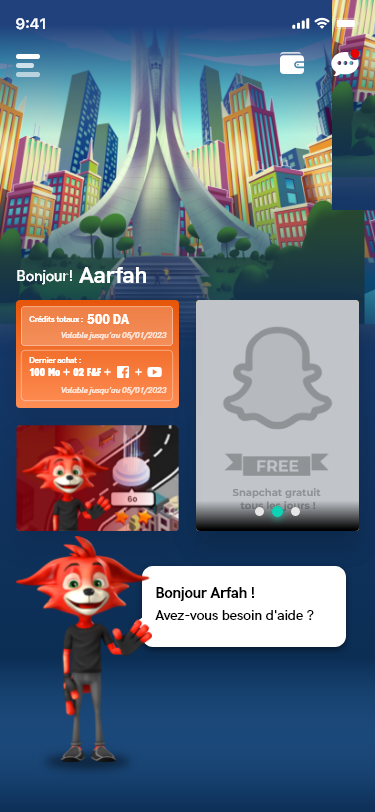 9:41
Bonjour! Aarfah
Crédits totaux : 500 DA
Valable jusqu'au 05/01/2023
Dernier achat :
100 Mo + 02 F&F + +
Valable jusqu'au 05/01/2023
60
FREE
Snapchat gratuit
tous les jours !
Bonjour Arfah !
Avez-vous besoin d'aide ?